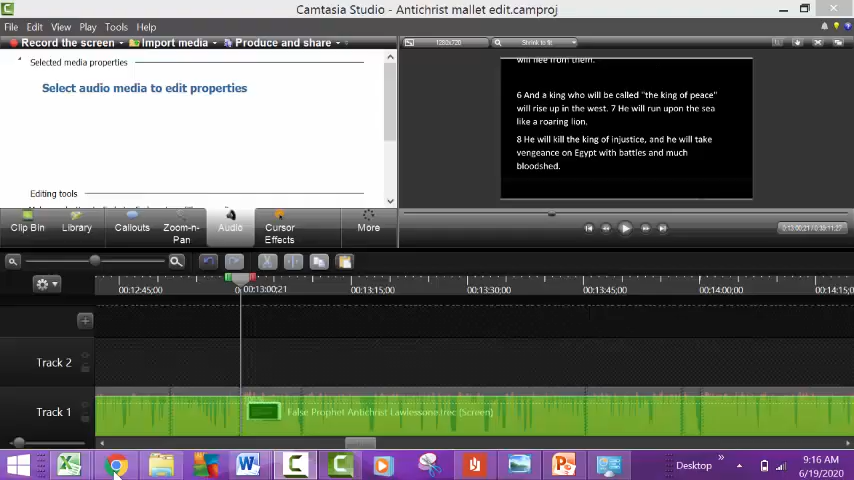 Camtasia Studio - Antichrist mallet edit.camproj
File Edit View Play Tools Help
Record the screen Import media Produce and share
1280x720 Shrink to fit
Selected media properties
Select audio media to edit properties
6 And a king who will be called "the king of peace"
will rise up in the west. 7 He will run upon the sea
like a roaring lion.
8 He will kill the king of injustice, and he will take
vengeance on Egypt with battles and much
bloodshed.
Editing tools
Clip Bin Library Callouts Zoom-n-Pan Audio Cursor Effects More
00:12:45;00 00:13:00;21 00:13:15;00 00:13:30;00 00:13:45;00 00:14:00;00 00:14:15
Track 2
Track 1 False Prophet Antichrist Lawlessone.trec (Screen)
Desktop 9:16 AM
6/19/2020